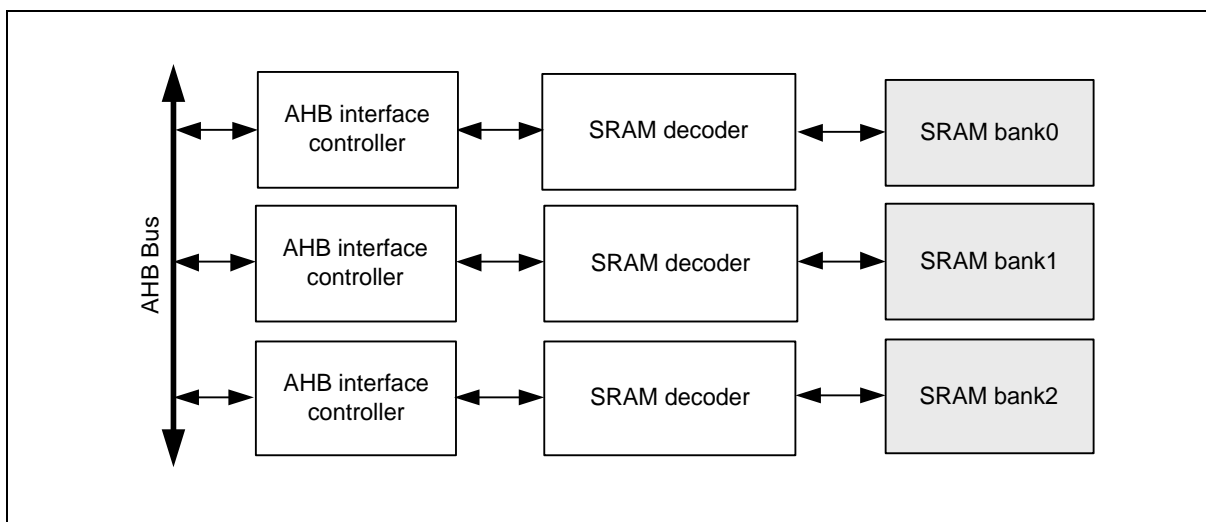 AHB Bus
AHB interface
controller
SRAM decoder
SRAM bank0
AHB interface
controller
SRAM decoder
SRAM bank1
AHB interface
controller
SRAM decoder
SRAM bank2